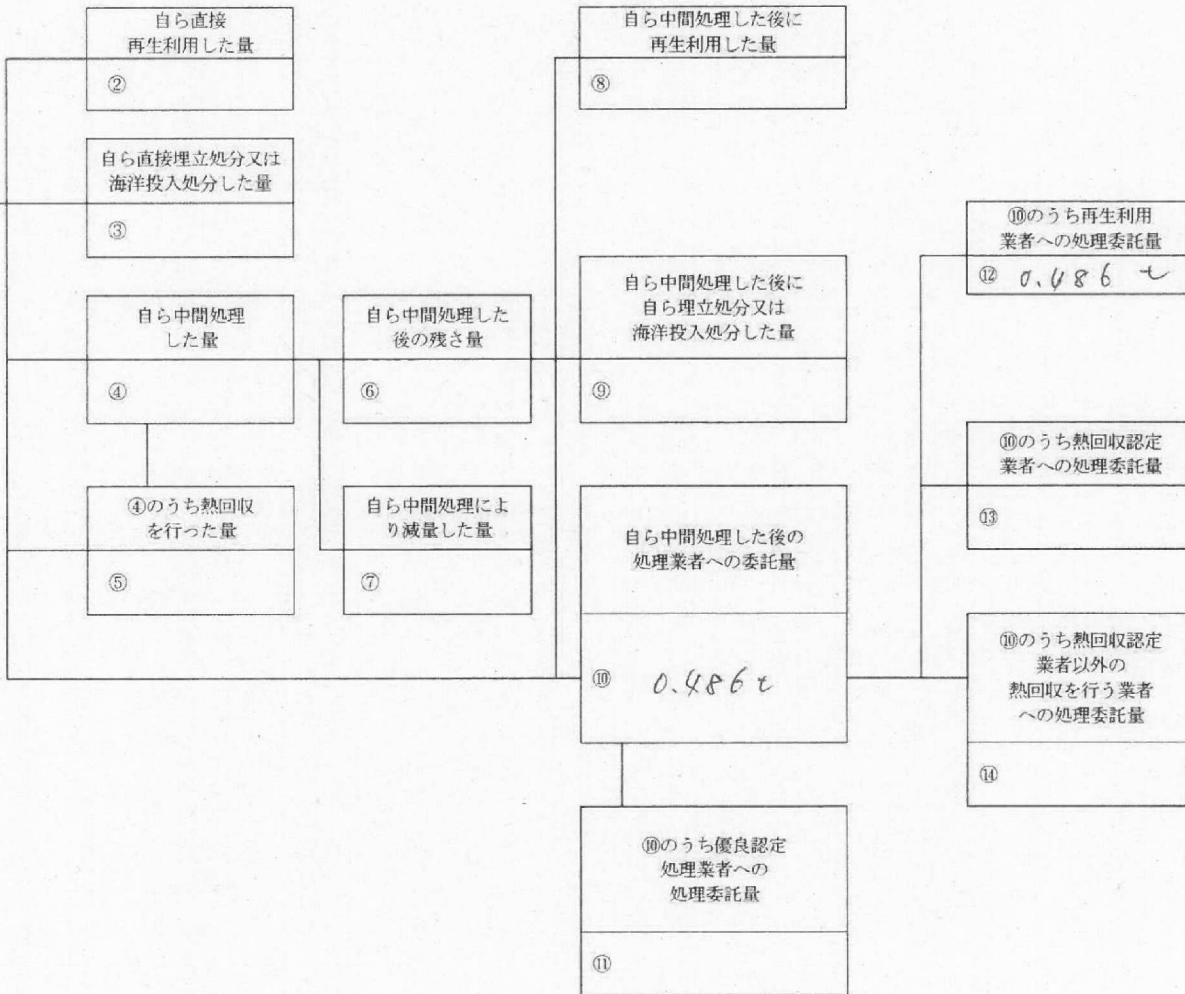 自ら直接
再生利用した量
②
自ら直接埋立処分又は
海洋投入処分した量
③
自ら中間処理
した量
④
④のうち熱回収
を行った量
⑤
自ら中間処理した
後の残さ量
⑥
自ら中間処理によ
り減量した量
⑦
自ら中間処理した後に
再生利用した量
⑧
自ら中間処理した後に
自ら埋立処分又は
海洋投入処分した量
⑨
自ら中間処理した後の
処理業者への委託量
⑩ 0.486 t
⑩のうち優良認定
処理業者への
処理委託量
⑪
⑩のうち再生利用
業者への処理委託量
⑫ 0.486 t
⑩のうち熱回収認定
業者への処理委託量
⑬
⑩のうち熱回収認定
業者以外の
熱回収を行う業者
への処理委託量
⑭